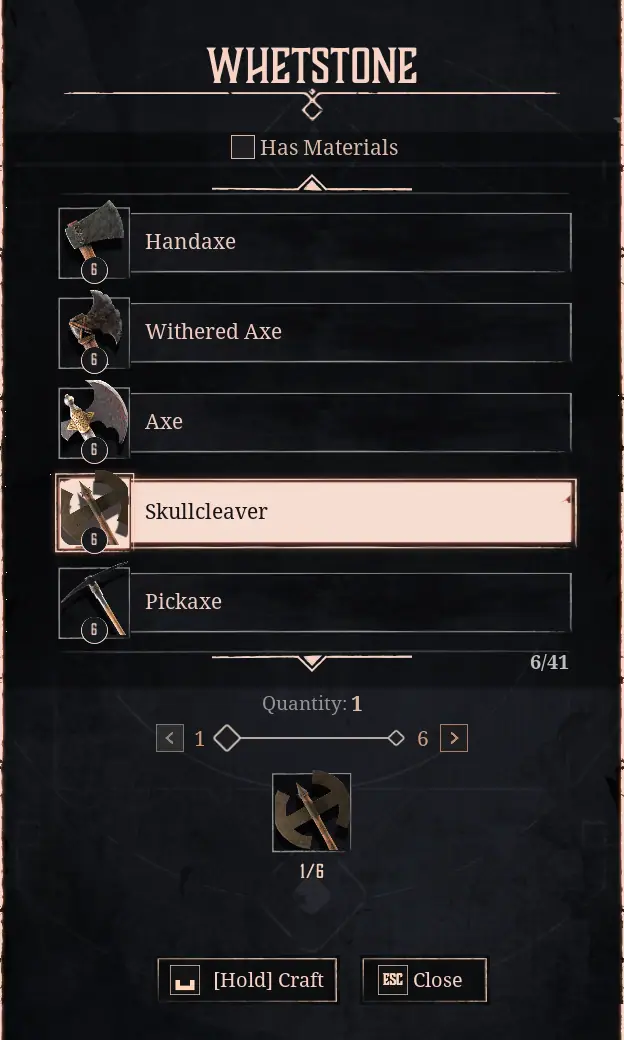 WHETSTONE
Has Materials
6
Handaxe
6
Withered Axe
6
Axe
6
Skullcleaver
6
Pickaxe
6/41
Quantity: 1
< 1 6 >
1/6
[Hold] Craft ESC Close